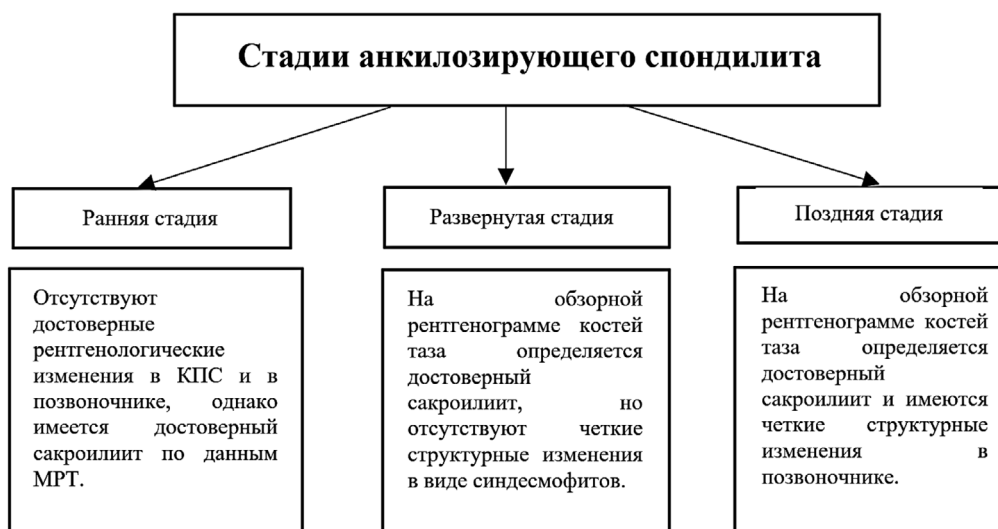 Стадии анкилозирующего спондилита
Ранняя стадия
Развернутая стадия
Поздняя стадия
Отсутствуют
достоверные
рентгенологические
изменения в КПС и в
позвоночнике, однако
имеется достоверный
сакроилиит по данным
МРТ.
На обзорной
рентгенограмме костей
таза определяется
достоверный
сакроилиит, но
отсутствуют четкие
структурные изменения
в виде синдесмофитов.
На обзорной
рентгенограмме костей
таза определяется
достоверный
сакроилиит и имеются
четкие структурные
изменения в
позвоночнике.